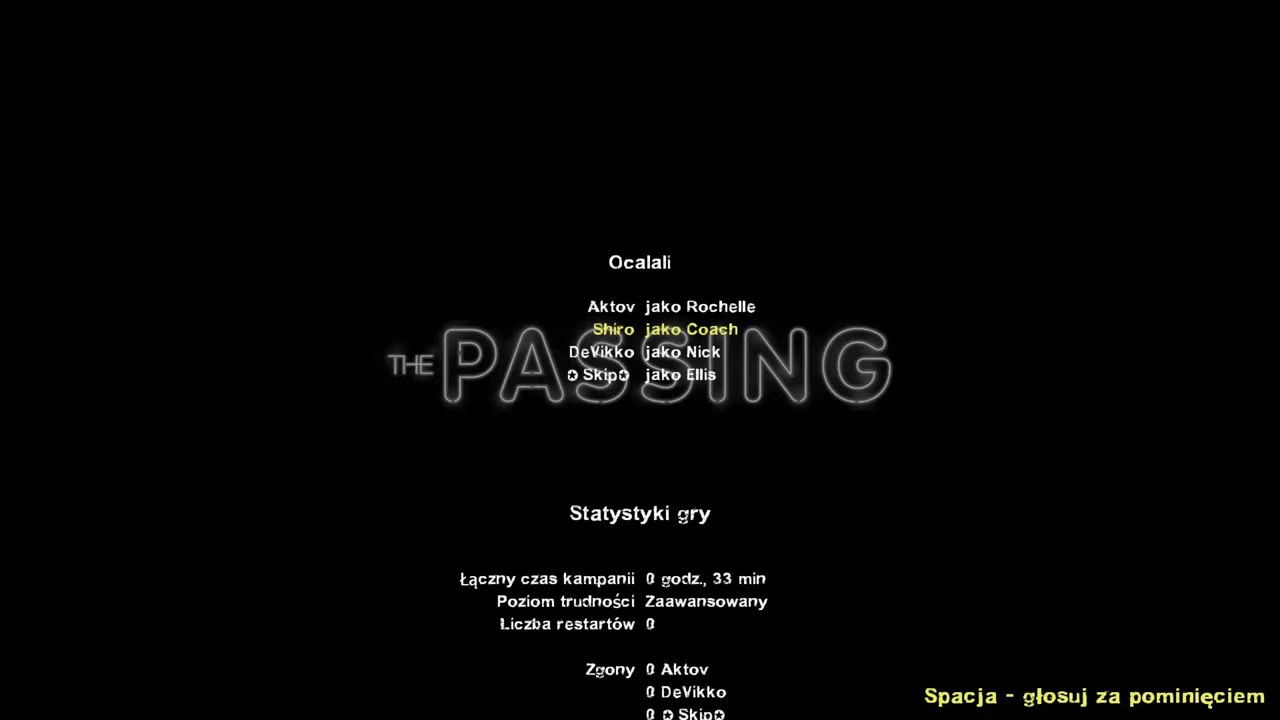 Ocalali
Aktov jako Rochelle
Shiro jako Coach
DeVikko jako Nick
✪ Skip✪ jako Ellis
THE PASSING
Statystyki gry
Łączny czas kampanii 0 godz., 33 min
Poziom trudności Zaawansowany
Liczba restartów 0
Zgony 0 Aktov
0 DeVikko
0 ✪ Skip✪
Spacja - głosuj za pominięciem